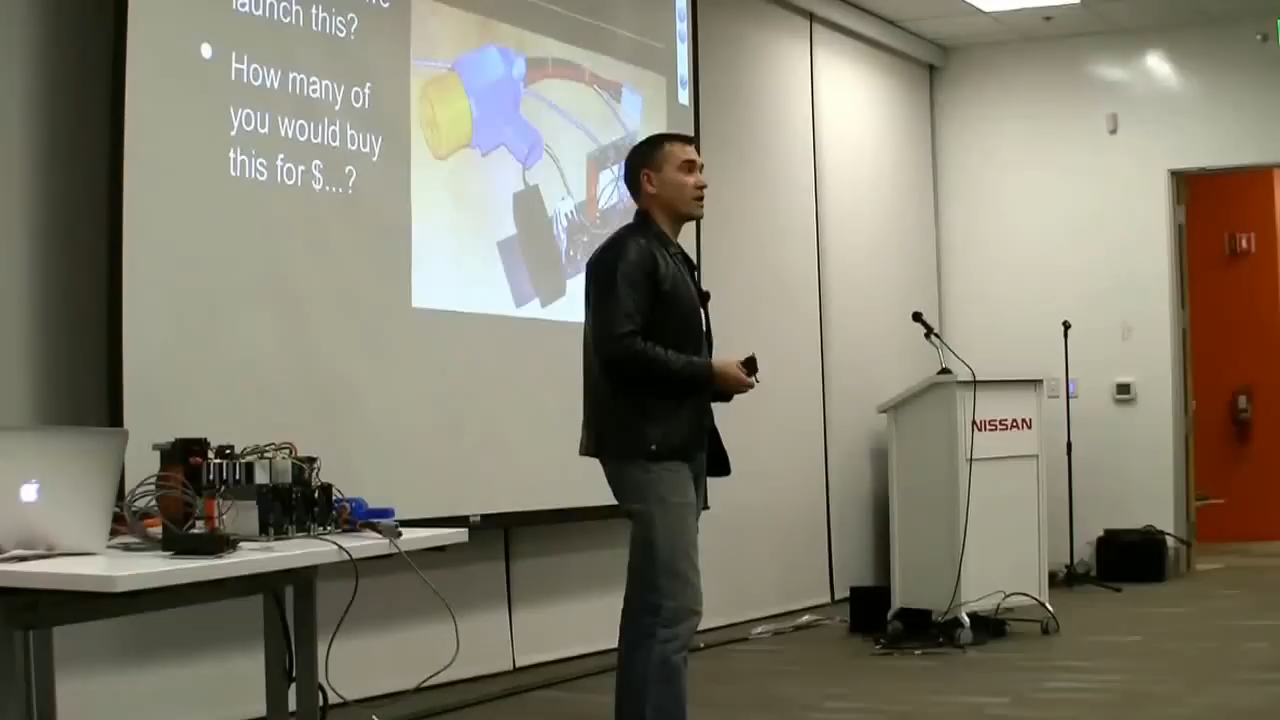 launch this?
How many of
you would buy
this for $...?
NISSAN